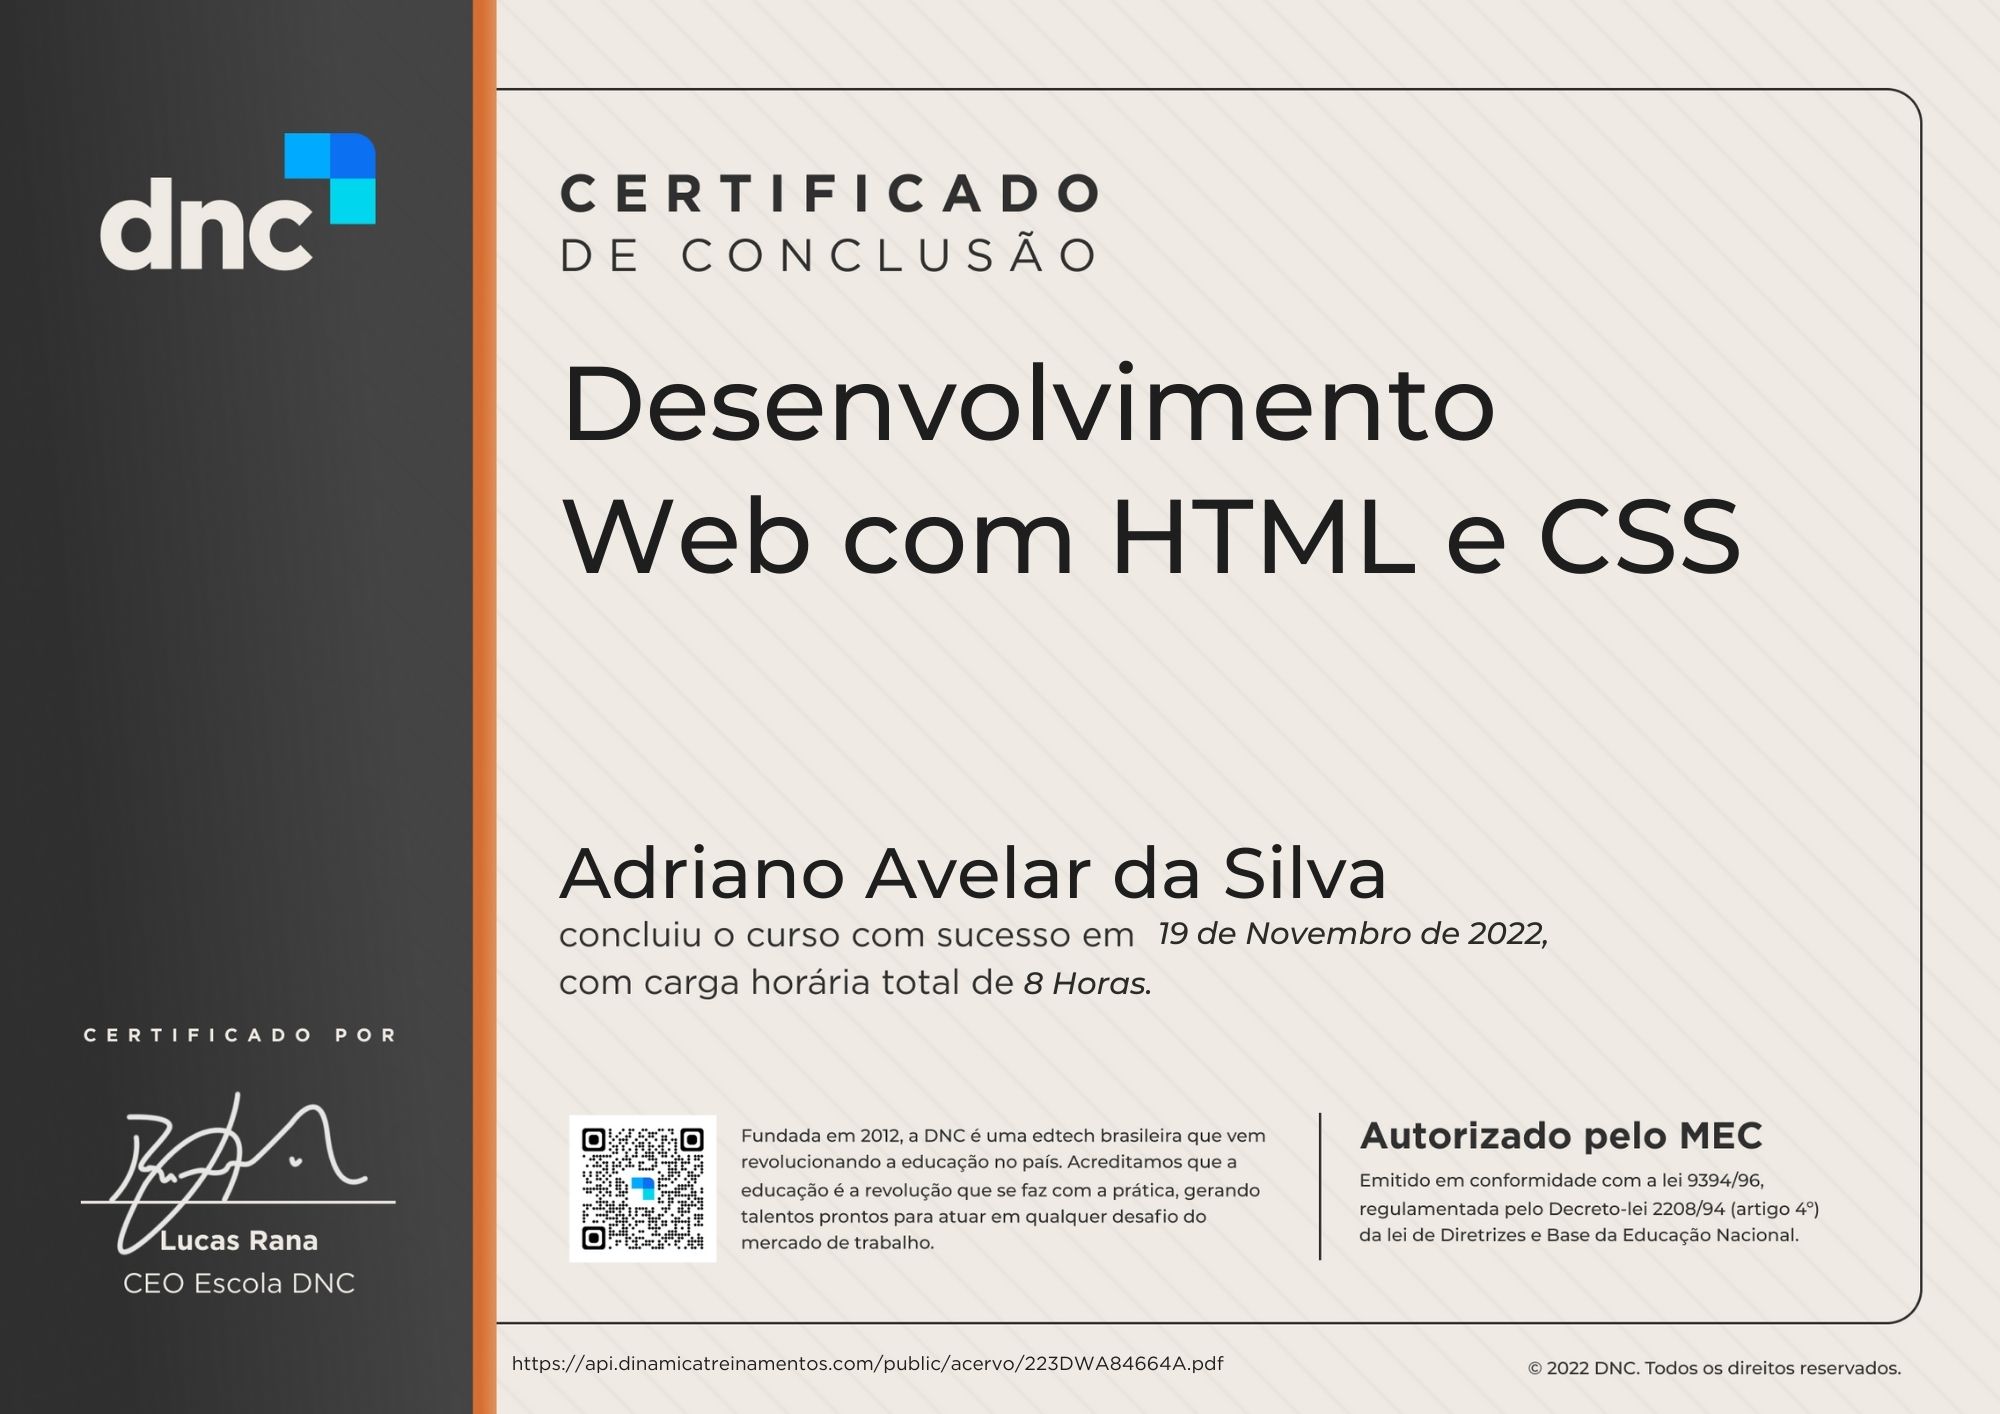 dnc
CERTIFICADO
DE CONCLUSÃO
Desenvolvimento
Web com HTML e CSS
Adriano Avelar da Silva
concluiu o curso com sucesso em 19 de Novembro de 2022,
com carga horária total de 8 Horas.
CERTIFICADO POR
Lucas Rana
CEO Escola DNC
Fundada em 2012, a DNC é uma edtech brasileira que vem
revolucionando a educação no país. Acreditamos que a
educação é a revolução que se faz com a prática, gerando
talentos prontos para atuar em qualquer desafio do
mercado de trabalho.
Autorizado pelo MEC
Emitido em conformidade com a lei 9394/96,
regulamentada pelo Decreto-lei 2208/94 (artigo 4º)
da lei de Diretrizes e Base da Educação Nacional.
https://api.dinamicatreinamentos.com/public/acervo/223DWA84664A.pdf
© 2022 DNC. Todos os direitos reservados.